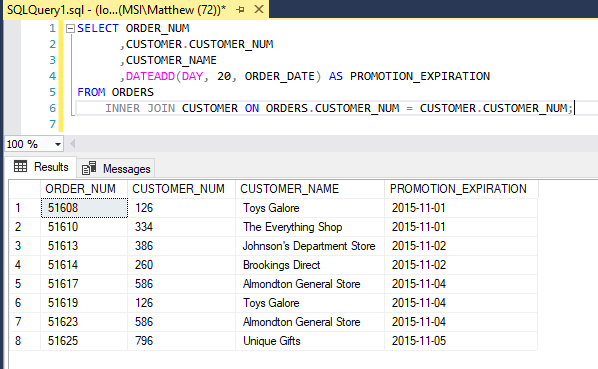 SQLQuery1.sql - (lo...(MSI\Matthew (72))*
1 SELECT ORDER_NUM
2 ,CUSTOMER.CUSTOMER_NUM
3 ,CUSTOMER_NAME
4 ,DATEADD(DAY, 20, ORDER_DATE) AS PROMOTION_EXPIRATION
5 FROM ORDERS
6 INNER JOIN CUSTOMER ON ORDERS.CUSTOMER_NUM = CUSTOMER.CUSTOMER_NUM;
7
100 %
Results Messages
ORDER_NUM CUSTOMER_NUM CUSTOMER_NAME PROMOTION_EXPIRATION
1 51608 126 Toys Galore 2015-11-01
2 51610 334 The Everything Shop 2015-11-01
3 51613 386 Johnson's Department Store 2015-11-02
4 51614 260 Brookings Direct 2015-11-02
5 51617 586 Almondton General Store 2015-11-04
6 51619 126 Toys Galore 2015-11-04
7 51623 586 Almondton General Store 2015-11-04
8 51625 796 Unique Gifts 2015-11-05